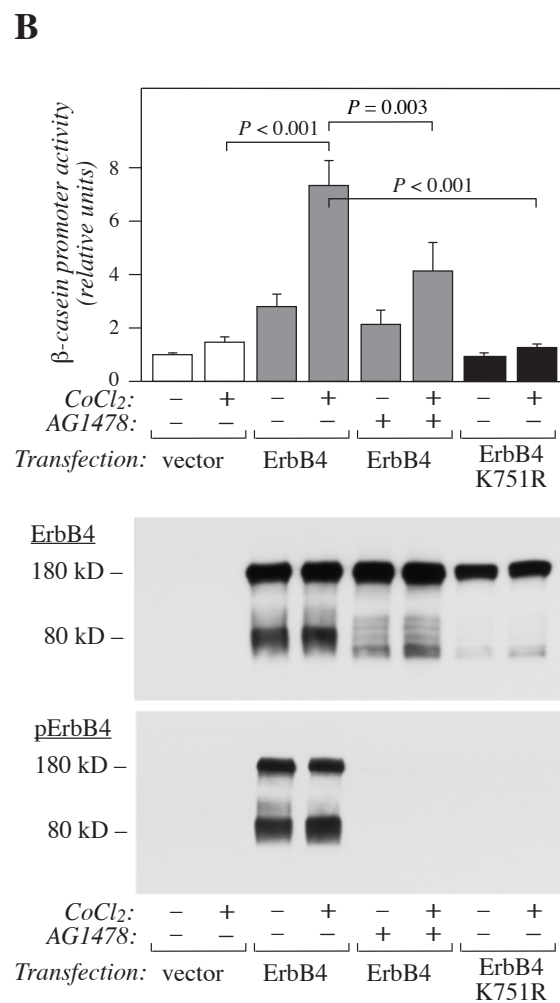 B
β-casein promoter activity
(relative units)
P = 0.003
P < 0.001
P < 0.001
8
6
4
2
0
CoCl2: – + – + – + – +
AG1478: – – – – + + – –
Transfection: vector ErbB4 ErbB4 ErbB4
K751R
ErbB4
180 kD –
80 kD –
pErbB4
180 kD –
80 kD –
CoCl2: – + – + – + – +
AG1478: – – – – + + – –
Transfection: vector ErbB4 ErbB4 ErbB4
K751R